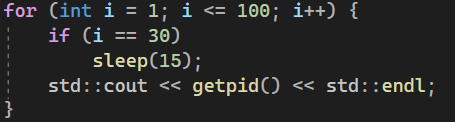 for (int i = 1; i <= 100; i++) {
    if (i == 30)
        sleep(15);
    std::cout << getpid() << std::endl;
}